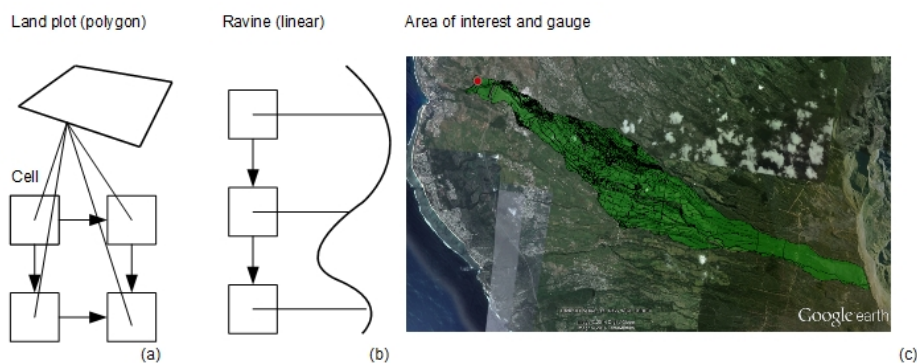 Land plot (polygon)
Ravine (linear)
Area of interest and gauge
Cell
Google earth
(a)
(b)
(c)